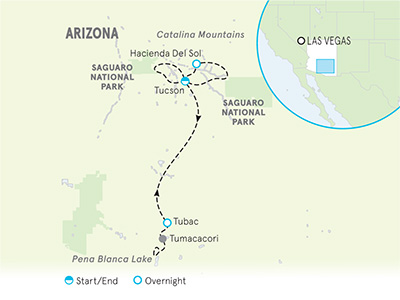 ARIZONA
Catalina Mountains
LAS VEGAS
Hacienda Del Sol
SAGUARO
NATIONAL
PARK
Tucson
SAGUARO
NATIONAL
PARK
Tubac
Tumacacori
Pena Blanca Lake
Start/End
Overnight